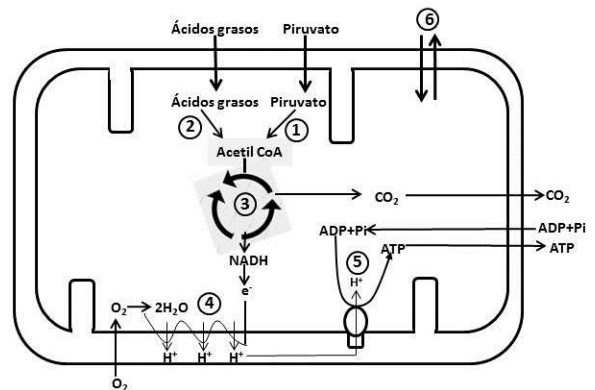 6
Ácidos grasos Piruvato
Ácidos grasos Piruvato
2 1
Acetil CoA
3
CO₂ CO₂
ADP+Pi ADP+Pi
ATP ATP
NADH
5
H⁺
e⁻
O₂ 2H₂O 4
H⁺ H⁺ H⁺
O₂